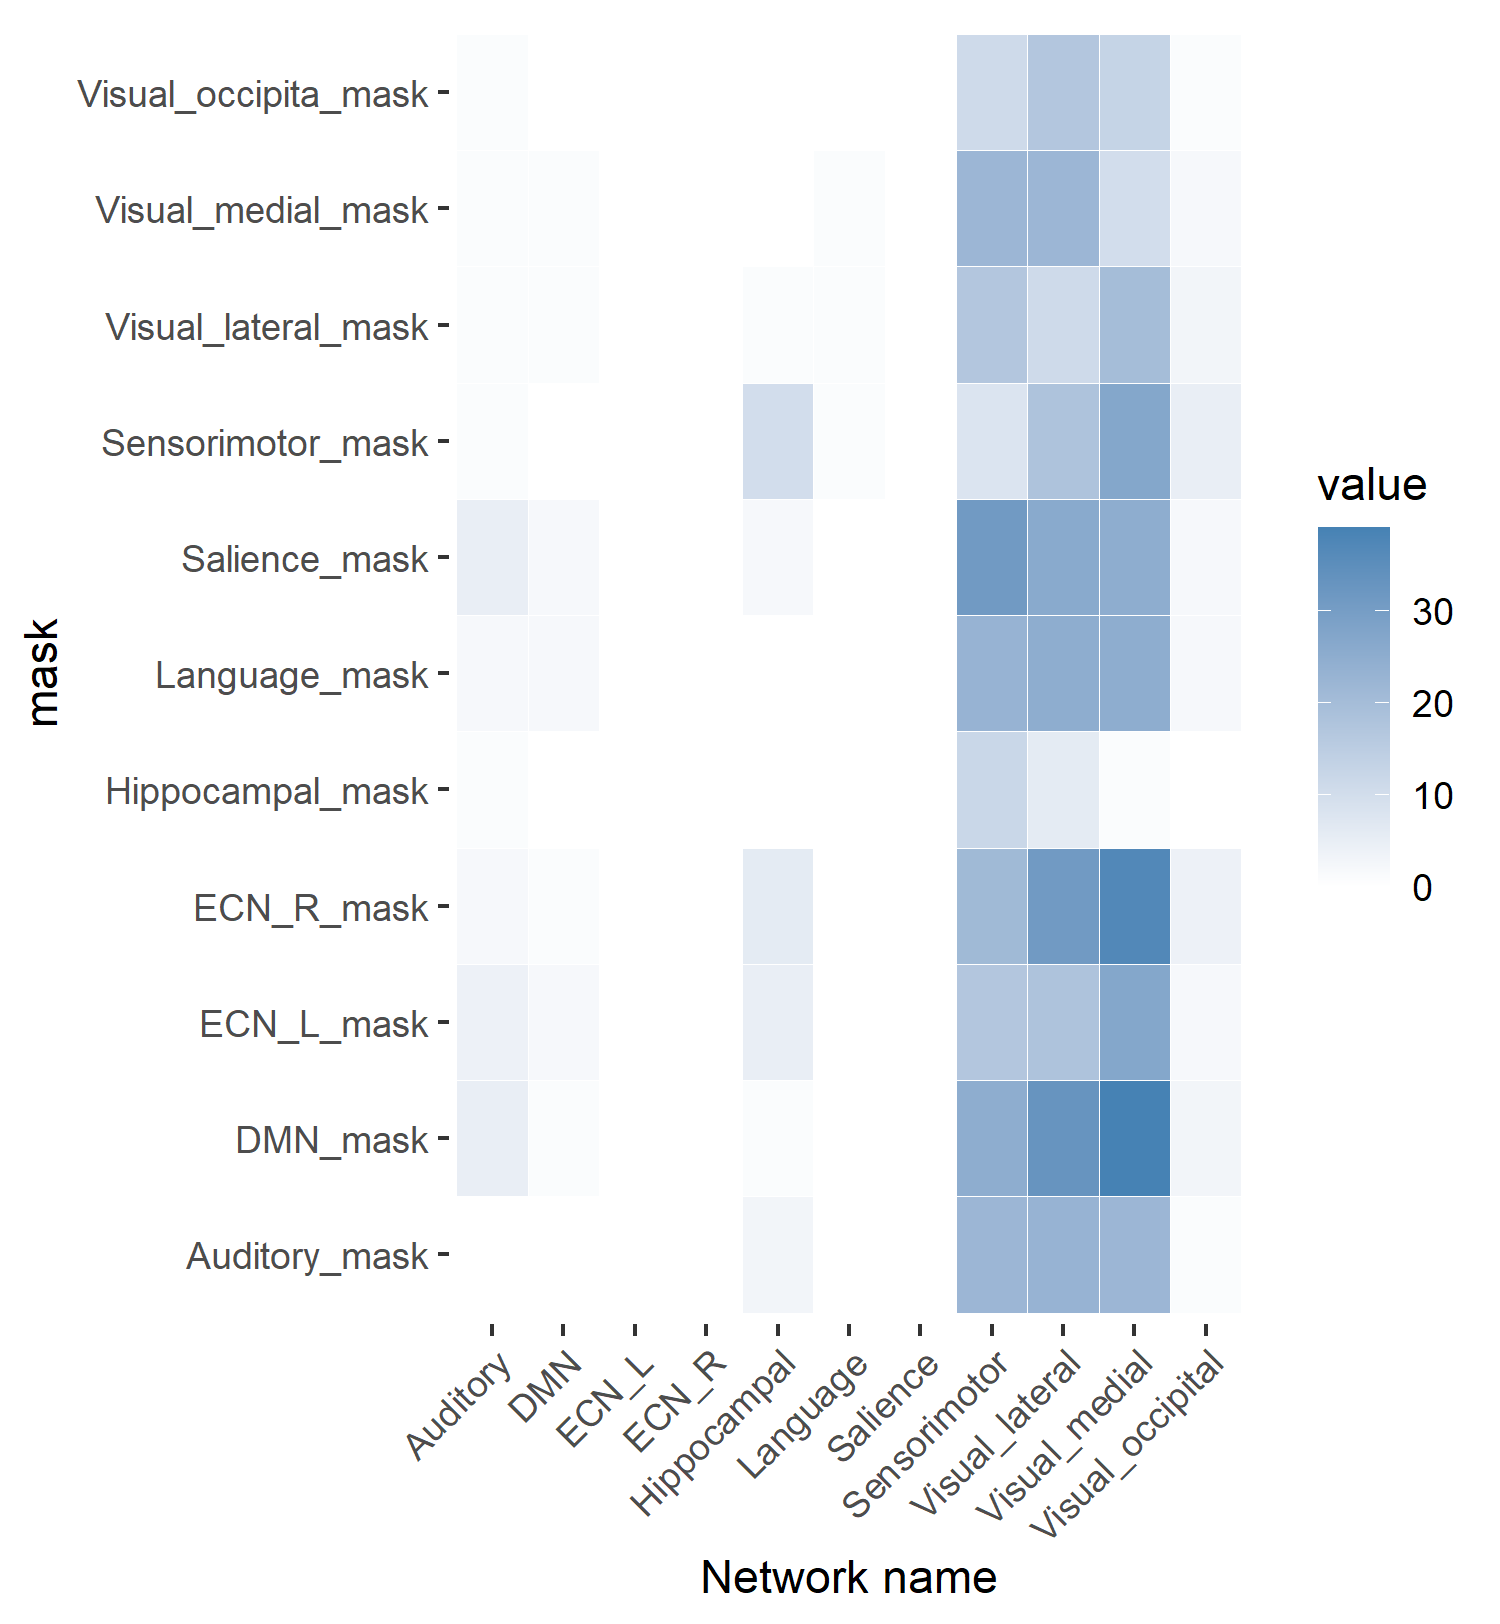 Visual_occipita_mask
Visual_medial_mask
Visual_lateral_mask
Sensorimotor_mask
Salience_mask
Language_mask
Hippocampal_mask
ECN_R_mask
ECN_L_mask
DMN_mask
Auditory_mask
mask
Auditory
DMN
ECN_L
ECN_R
Hippocampal
Language
Salience
Sensorimotor
Visual_lateral
Visual_medial
Visual_occipital
Network name
value
30
20
10
0